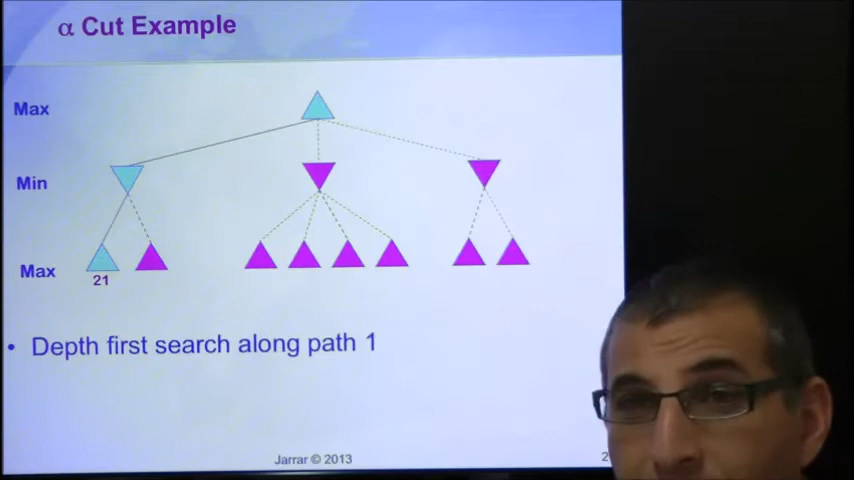 α Cut Example
Max
Min
Max
21
• Depth first search along path 1
Jarrar © 2013